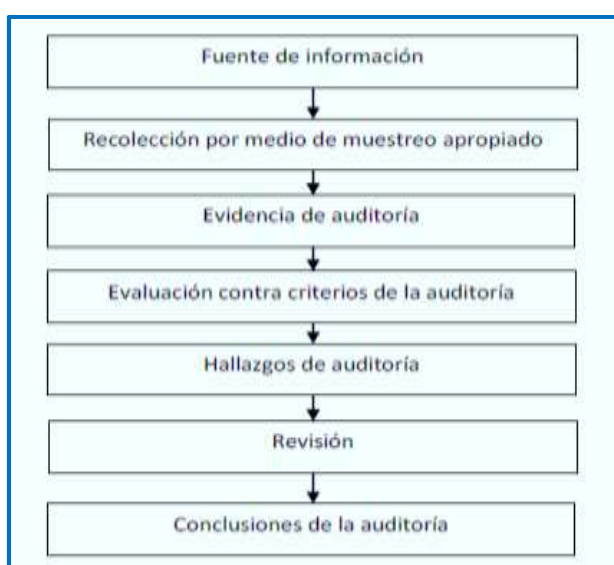 Fuente de información
Recolección por medio de muestreo apropiado
Evidencia de auditoría
Evaluación contra criterios de la auditoría
Hallazgos de auditoría
Revisión
Conclusiones de la auditoría